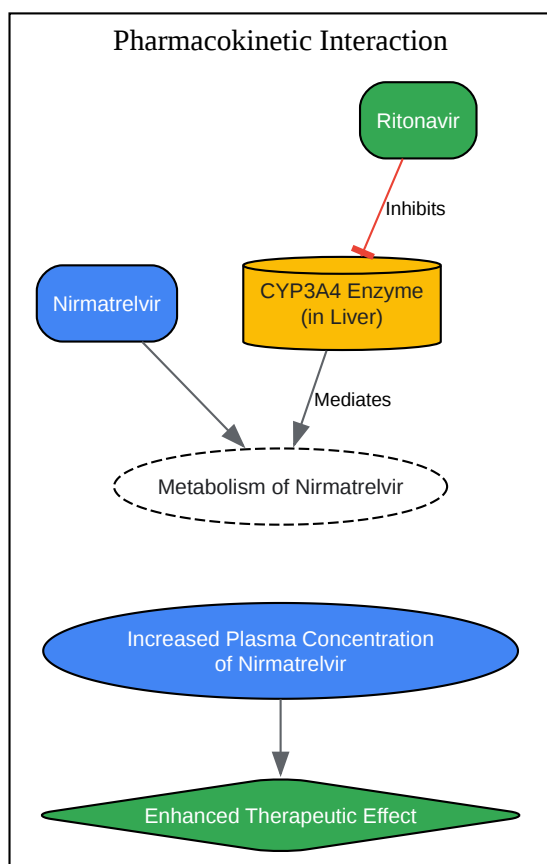 Pharmacokinetic Interaction
Ritonavir
Inhibits
CYP3A4 Enzyme
(in Liver)
Nirmatrelvir
Mediates
Metabolism of Nirmatrelvir
Increased Plasma Concentration
of Nirmatrelvir
Enhanced Therapeutic Effect